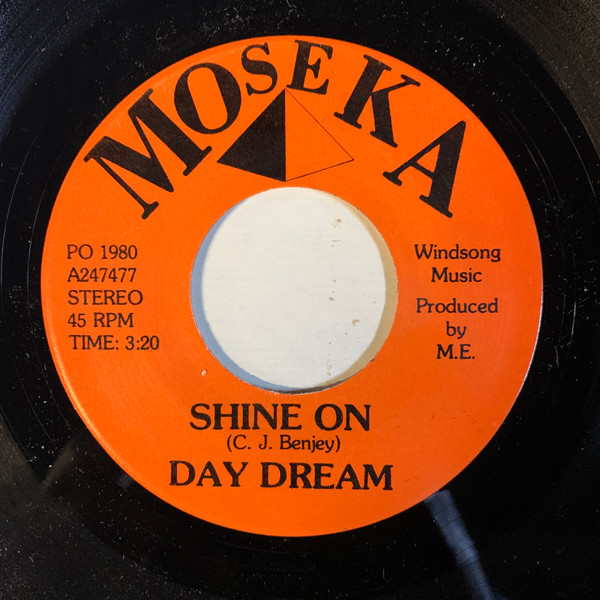 MOSEKA
PO 1980
A247477
STEREO
45 RPM
TIME: 3:20
Windsong
Music
Produced
by
M.E.
SHINE ON
(C. J. Benjey)
DAY DREAM